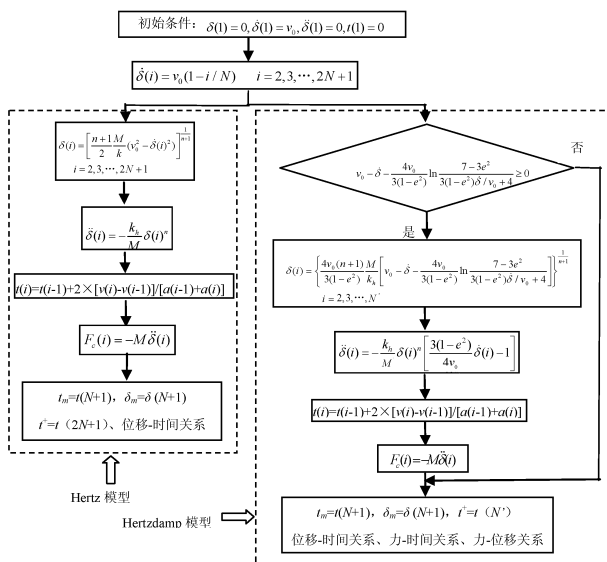 初始条件: δ(1) = 0, δ̇(1) = v₀, δ̈(1) = 0, t(1) = 0
δ̇(i) = v₀(1 − i / N)　i = 2,3,⋯,2N + 1
δ(i) = [n+1/2 M/k (v₀² − δ̇(i)²)]^(1/(n+1))
i = 2,3,⋯,2N + 1
δ̈(i) = −k_h/M δ(i)ⁿ
t(i)=t(i-1)+2×[v(i)-v(i-1)]/[a(i-1)+a(i)]
F_c(i) = −Mδ̈(i)
t_m=t(N+1), δ_m=δ (N+1)
t⁺=t（2N+1）、位移-时间关系
Hertz 模型
否
v₀ − δ̇ − 4v₀/3(1−e²) ln 7−3e²/3(1−e²)δ̇/v₀+4 ≥ 0
是
δ(i) = {4v₀(n+1)/3(1−e²) M/k_h [v₀ − δ̇ − 4v₀/3(1−e²) ln 7−3e²/3(1−e²)δ̇/v₀+4]}^(1/(n+1))
i = 2,3,⋯,N'
δ̈(i) = −k_h/M δ(i)ⁿ [3(1−e²)/4v₀ δ̇(i) − 1]
t(i)=t(i-1)+2×[v(i)-v(i-1)]/[a(i-1)+a(i)]
F_c(i)=−Mδ̈(i)
t_m=t(N+1), δ_m=δ (N+1), t⁺=t（N’）
位移-时间关系、力-时间关系、力-位移关系
Hertzdamp 模型